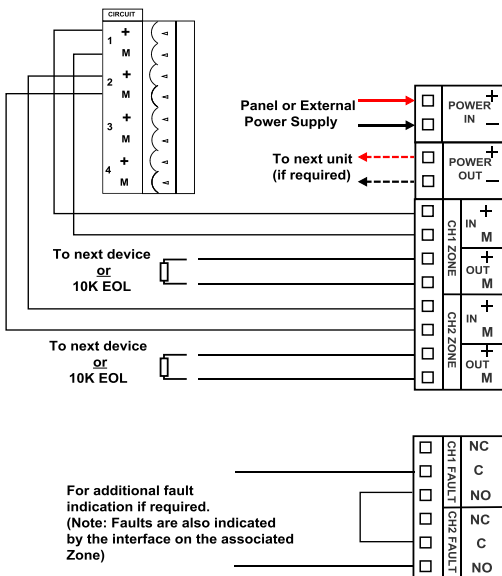 CIRCUIT
1 +
M
2 +
M
3 +
M
4 +
M
Panel or External
Power Supply
POWER +
IN −
To next unit
(if required)
POWER +
OUT −
CH1 ZONE
IN +
M
OUT +
M
To next device
or
10K EOL
CH2 ZONE
IN +
M
OUT +
M
To next device
or
10K EOL
CH1 FAULT
NC
C
NO
CH2 FAULT
NC
C
NO
For additional fault
indication if required.
(Note: Faults are also indicated
by the interface on the associated
Zone)